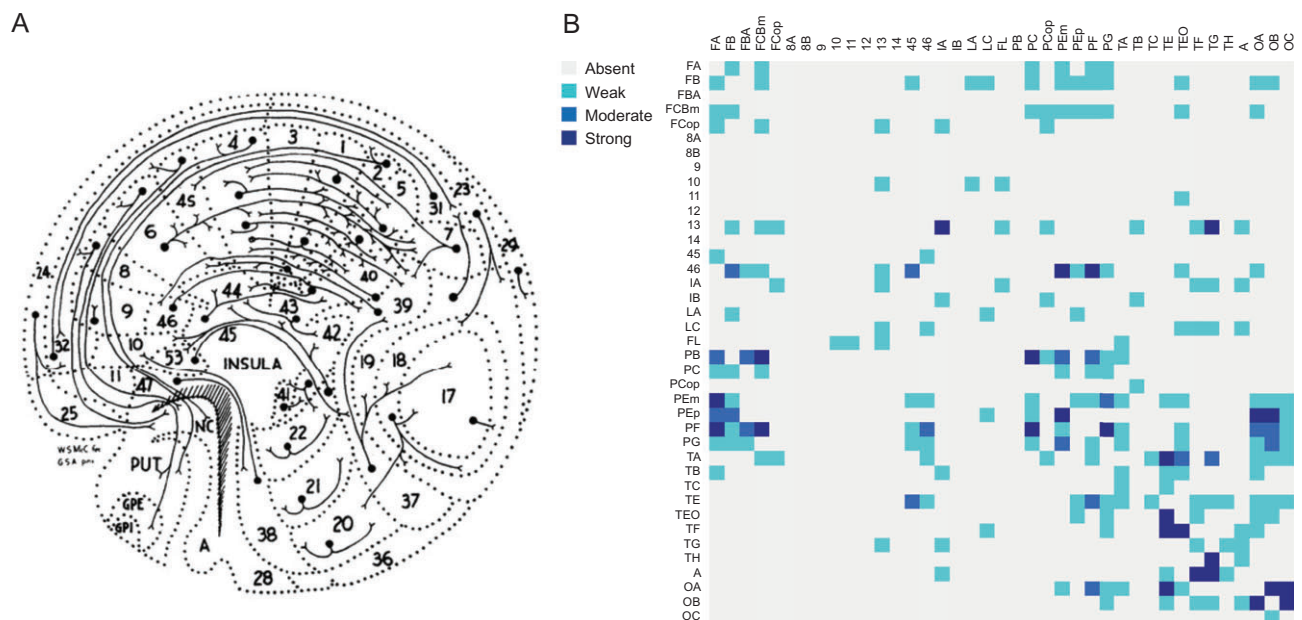 A
B
4
3
1
2
5
4S
23
31
6
7
29
24
8
40
44
43
39
9
46
42
32
10
45
19
18
53
INSULA
11
47
41
17
25
NC
22
PUT
21
37
GPE
GPI
20
A
38
36
28
FA FB FBA FCBm FCop 8A 8B 9 10 11 12 13 14 45 46 IA IB LA LC FL PB PC PCop PEm PEp PF PG TA TB TC TE TEO TF TG TH A OA OB OC
Absent
Weak
Moderate
Strong
FA
FB
FBA
FCBm
FCop
8A
8B
9
10
11
12
13
14
45
46
IA
IB
LA
LC
FL
PB
PC
PCop
PEm
PEp
PF
PG
TA
TB
TC
TE
TEO
TF
TG
TH
A
OA
OB
OC